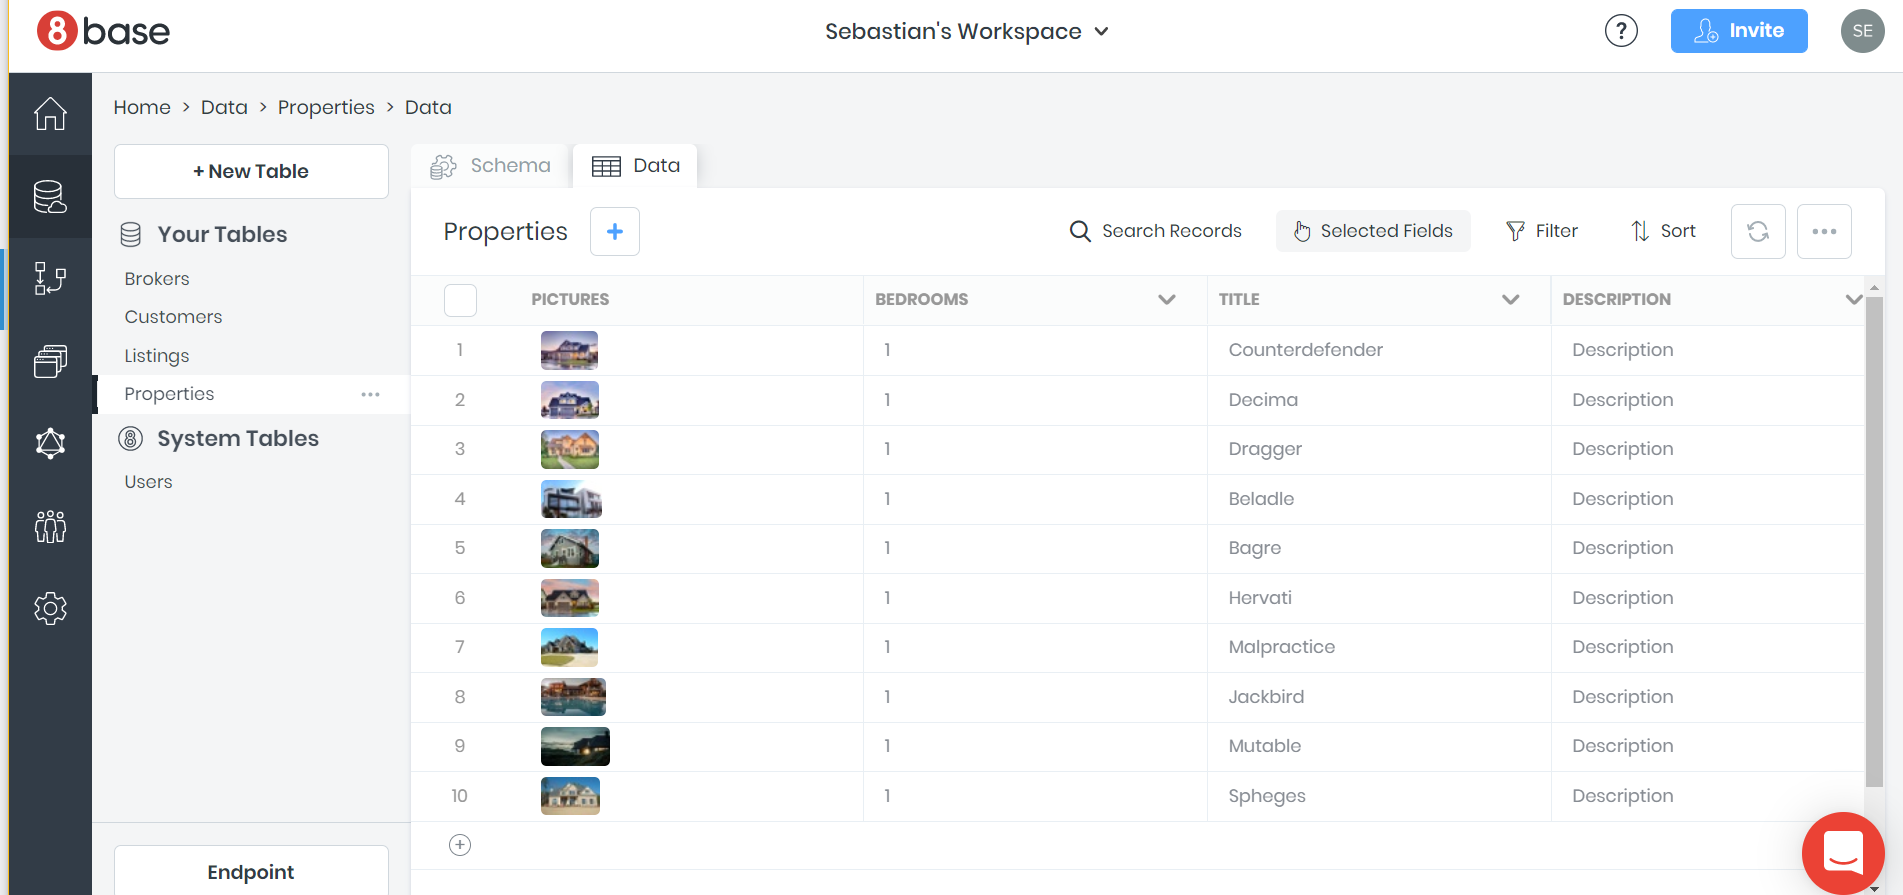 8base
Sebastian's Workspace
?
Invite
SE
Home > Data > Properties > Data
+ New Table
Your Tables
Brokers
Customers
Listings
Properties
8 System Tables
Users
Endpoint
Schema
Data
Properties +
Search Records
Selected Fields
Filter
Sort
PICTURES BEDROOMS TITLE DESCRIPTION
1 1 Counterdefender Description
2 1 Decima Description
3 1 Dragger Description
4 1 Beladle Description
5 1 Bagre Description
6 1 Hervati Description
7 1 Malpractice Description
8 1 Jackbird Description
9 1 Mutable Description
10 1 Spheges Description